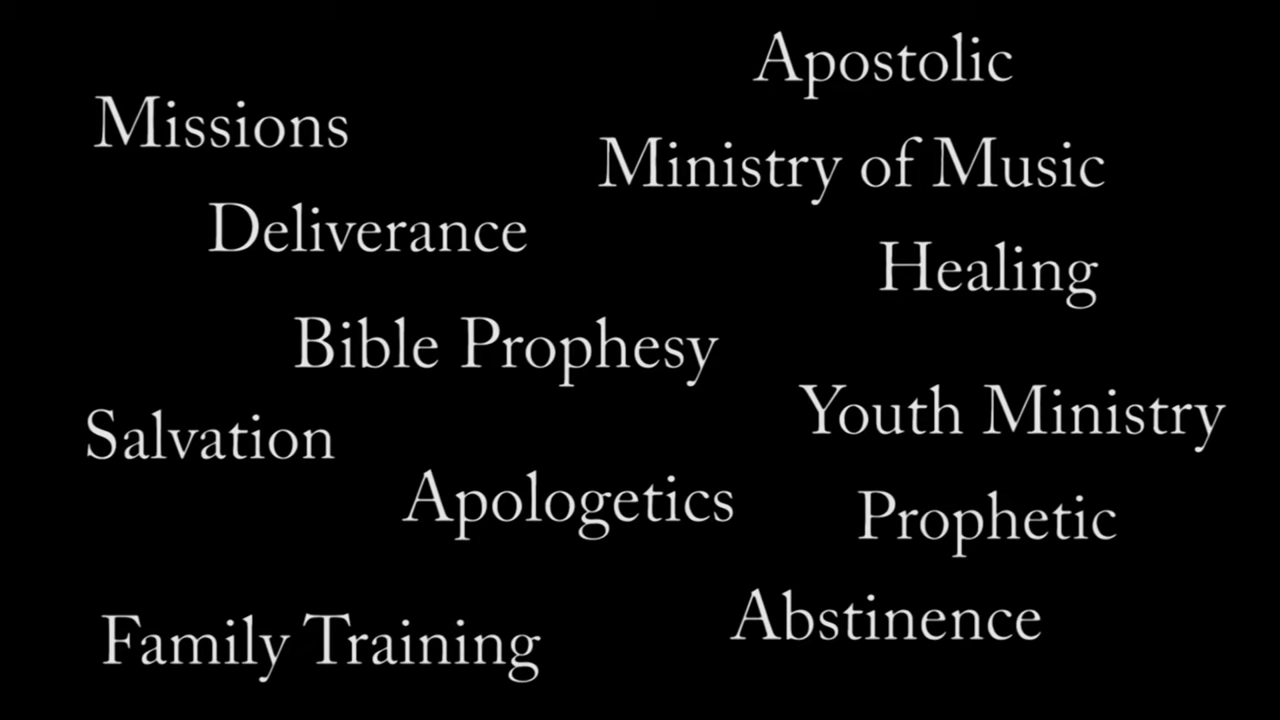 Apostolic
Missions
Ministry of Music
Deliverance
Healing
Bible Prophesy
Youth Ministry
Salvation
Apologetics
Prophetic
Abstinence
Family Training